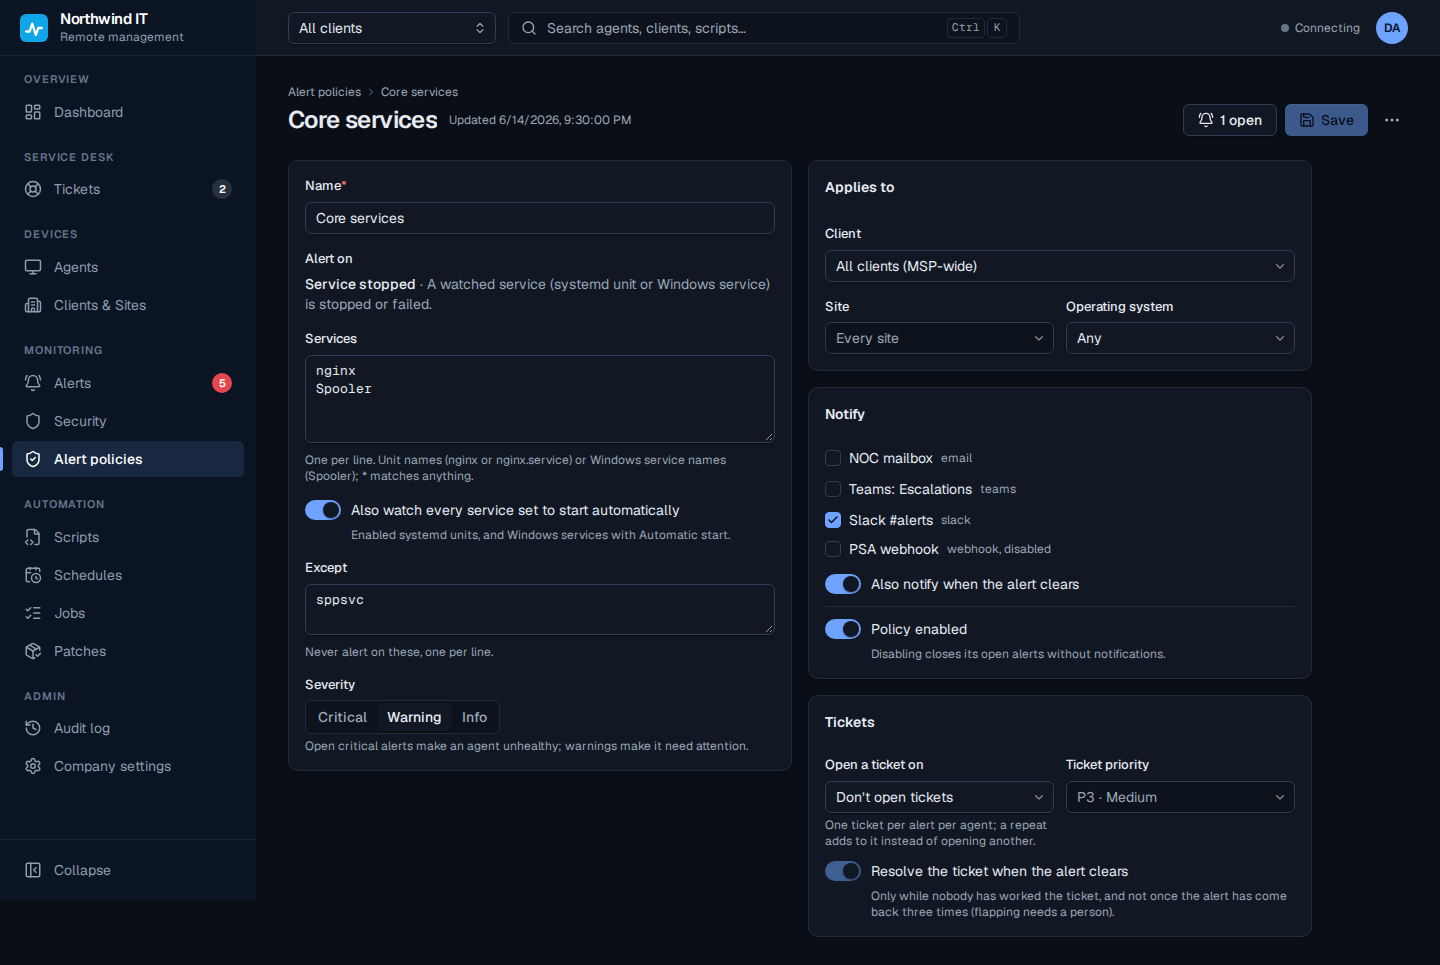 Northwind IT
Remote management
All clients
Search agents, clients, scripts...
Ctrl K
Connecting
DA
OVERVIEW
Dashboard
SERVICE DESK
Tickets
2
DEVICES
Agents
Clients & Sites
MONITORING
Alerts
5
Security
Alert policies
AUTOMATION
Scripts
Schedules
Jobs
Patches
ADMIN
Audit log
Company settings
Collapse
Alert policies > Core services
Core services
Updated 6/14/2026, 9:30:00 PM
1 open
Save
Name*
Core services
Alert on
Service stopped · A watched service (systemd unit or Windows service)
is stopped or failed.
Services
nginx
Spooler
One per line. Unit names (nginx or nginx.service) or Windows service names
(Spooler); * matches anything.
Also watch every service set to start automatically
Enabled systemd units, and Windows services with Automatic start.
Except
sppsvc
Never alert on these, one per line.
Severity
Critical
Warning
Info
Open critical alerts make an agent unhealthy; warnings make it need attention.
Applies to
Client
All clients (MSP-wide)
Site
Operating system
Every site
Any
Notify
NOC mailbox email
Teams: Escalations teams
Slack #alerts slack
PSA webhook webhook, disabled
Also notify when the alert clears
Policy enabled
Disabling closes its open alerts without notifications.
Tickets
Open a ticket on
Ticket priority
Don't open tickets
P3 · Medium
One ticket per alert per agent; a repeat
adds to it instead of opening another.
Resolve the ticket when the alert clears
Only while nobody has worked the ticket, and not once the alert has come
back three times (flapping needs a person).